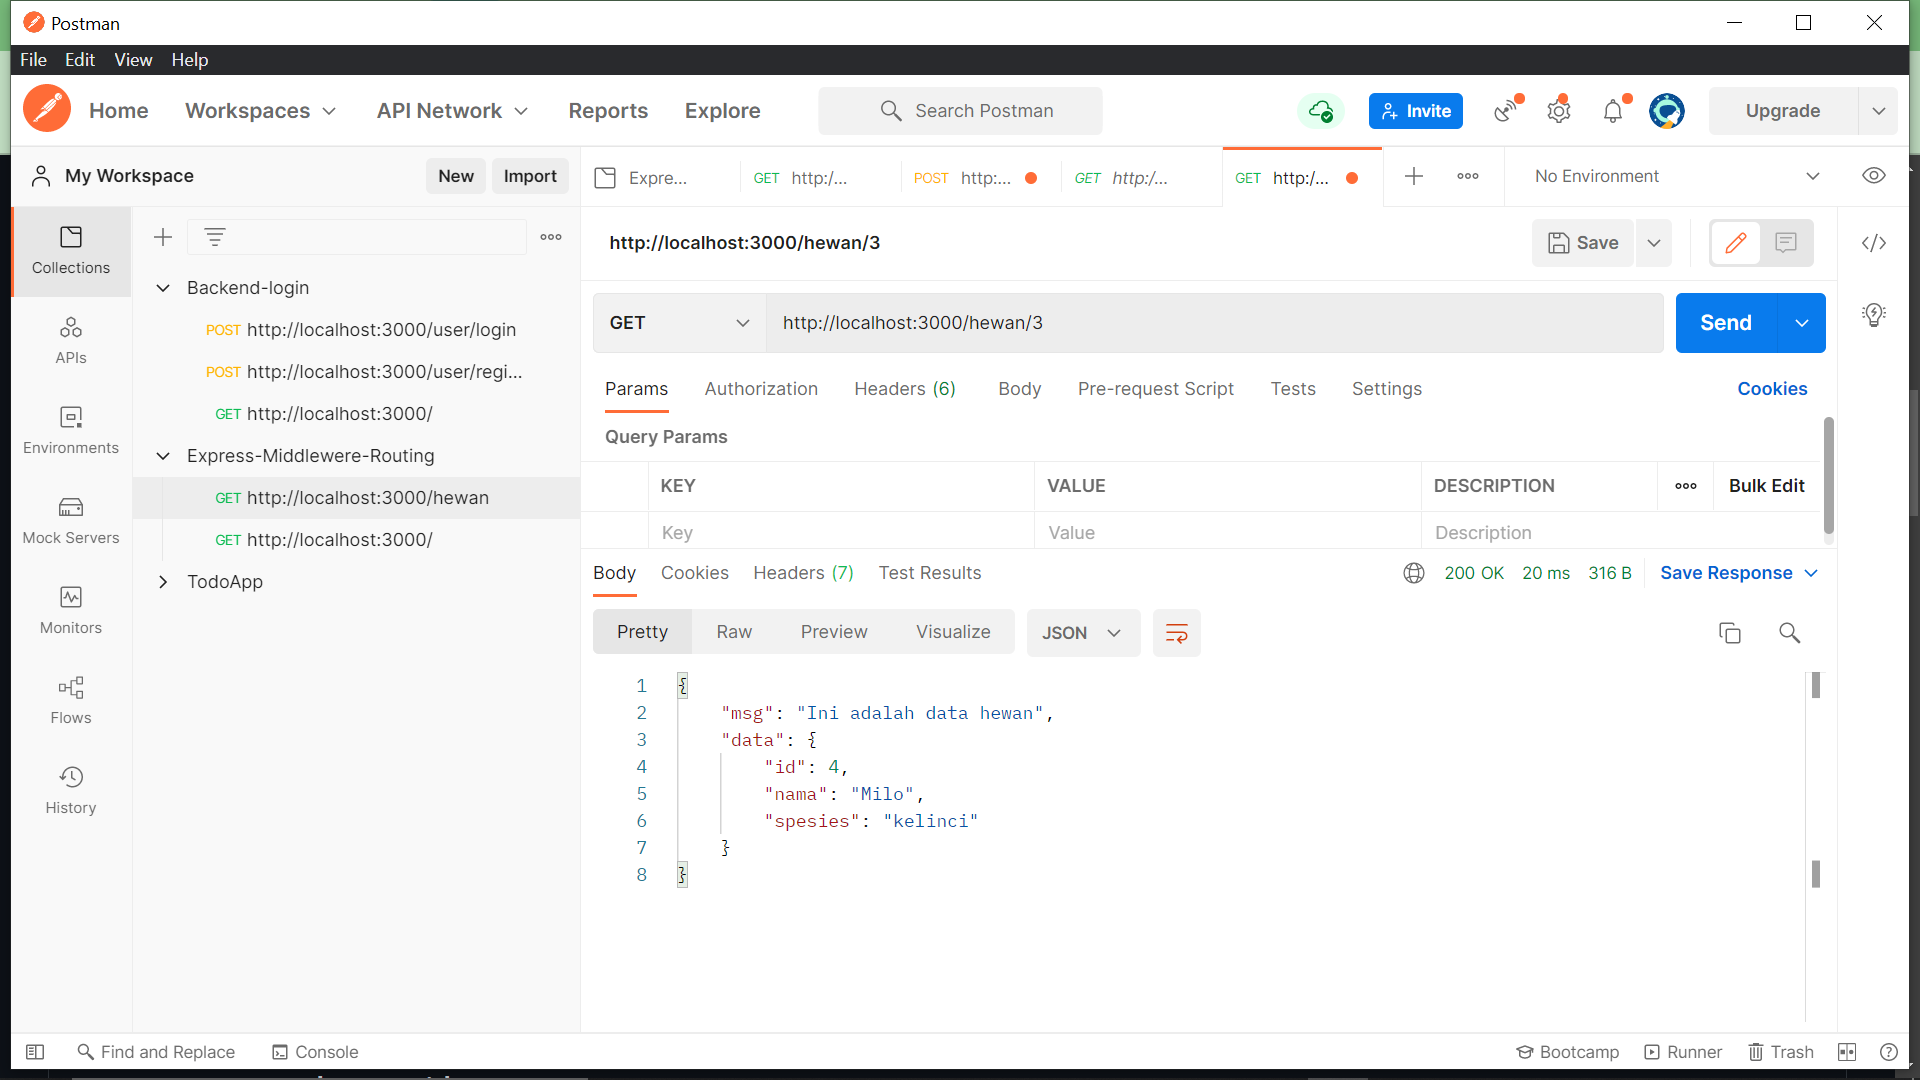 Postman
File Edit View Help
Home Workspaces API Network Reports Explore Search Postman Invite Upgrade
My Workspace New Import
Expre... GET http:/... POST http:... GET http:/... GET http:/... No Environment
Collections
APIs
Environments
Mock Servers
Monitors
Flows
History
Backend-login
POST http://localhost:3000/user/login
POST http://localhost:3000/user/regi...
GET http://localhost:3000/
Express-Middlewere-Routing
GET http://localhost:3000/hewan
GET http://localhost:3000/
TodoApp
http://localhost:3000/hewan/3 Save
GET http://localhost:3000/hewan/3 Send
Params Authorization Headers (6) Body Pre-request Script Tests Settings Cookies
Query Params
KEY VALUE DESCRIPTION Bulk Edit
Key Value Description
Body Cookies Headers (7) Test Results 200 OK 20 ms 316 B Save Response
Pretty Raw Preview Visualize JSON
1 {
2 "msg": "Ini adalah data hewan",
3 "data": {
4 "id": 4,
5 "nama": "Milo",
6 "spesies": "kelinci"
7 }
8 }
Find and Replace Console Bootcamp Runner Trash